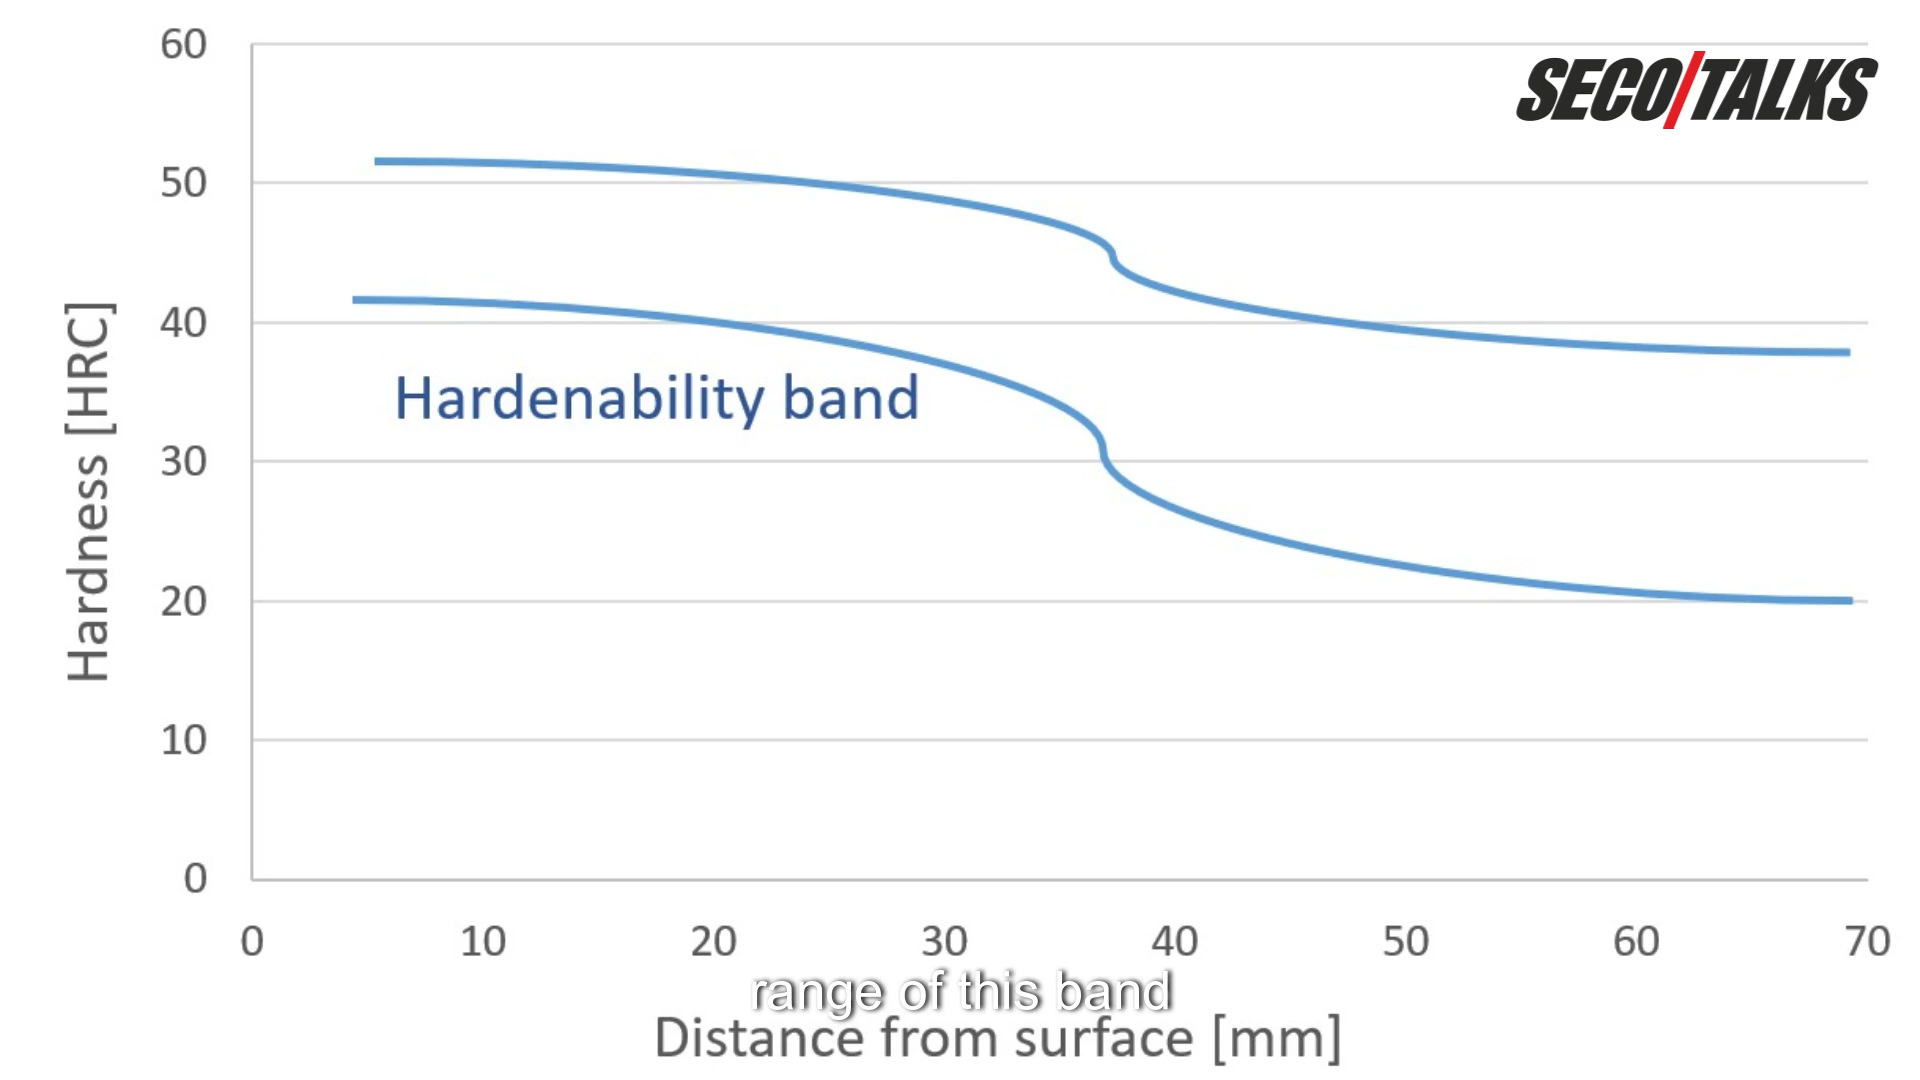 60
SECO/TALKS
50
40
Hardness [HRC]
Hardenability band
30
20
10
0
0 10 20 30 40 50 60 70
range of this band
Distance from surface [mm]